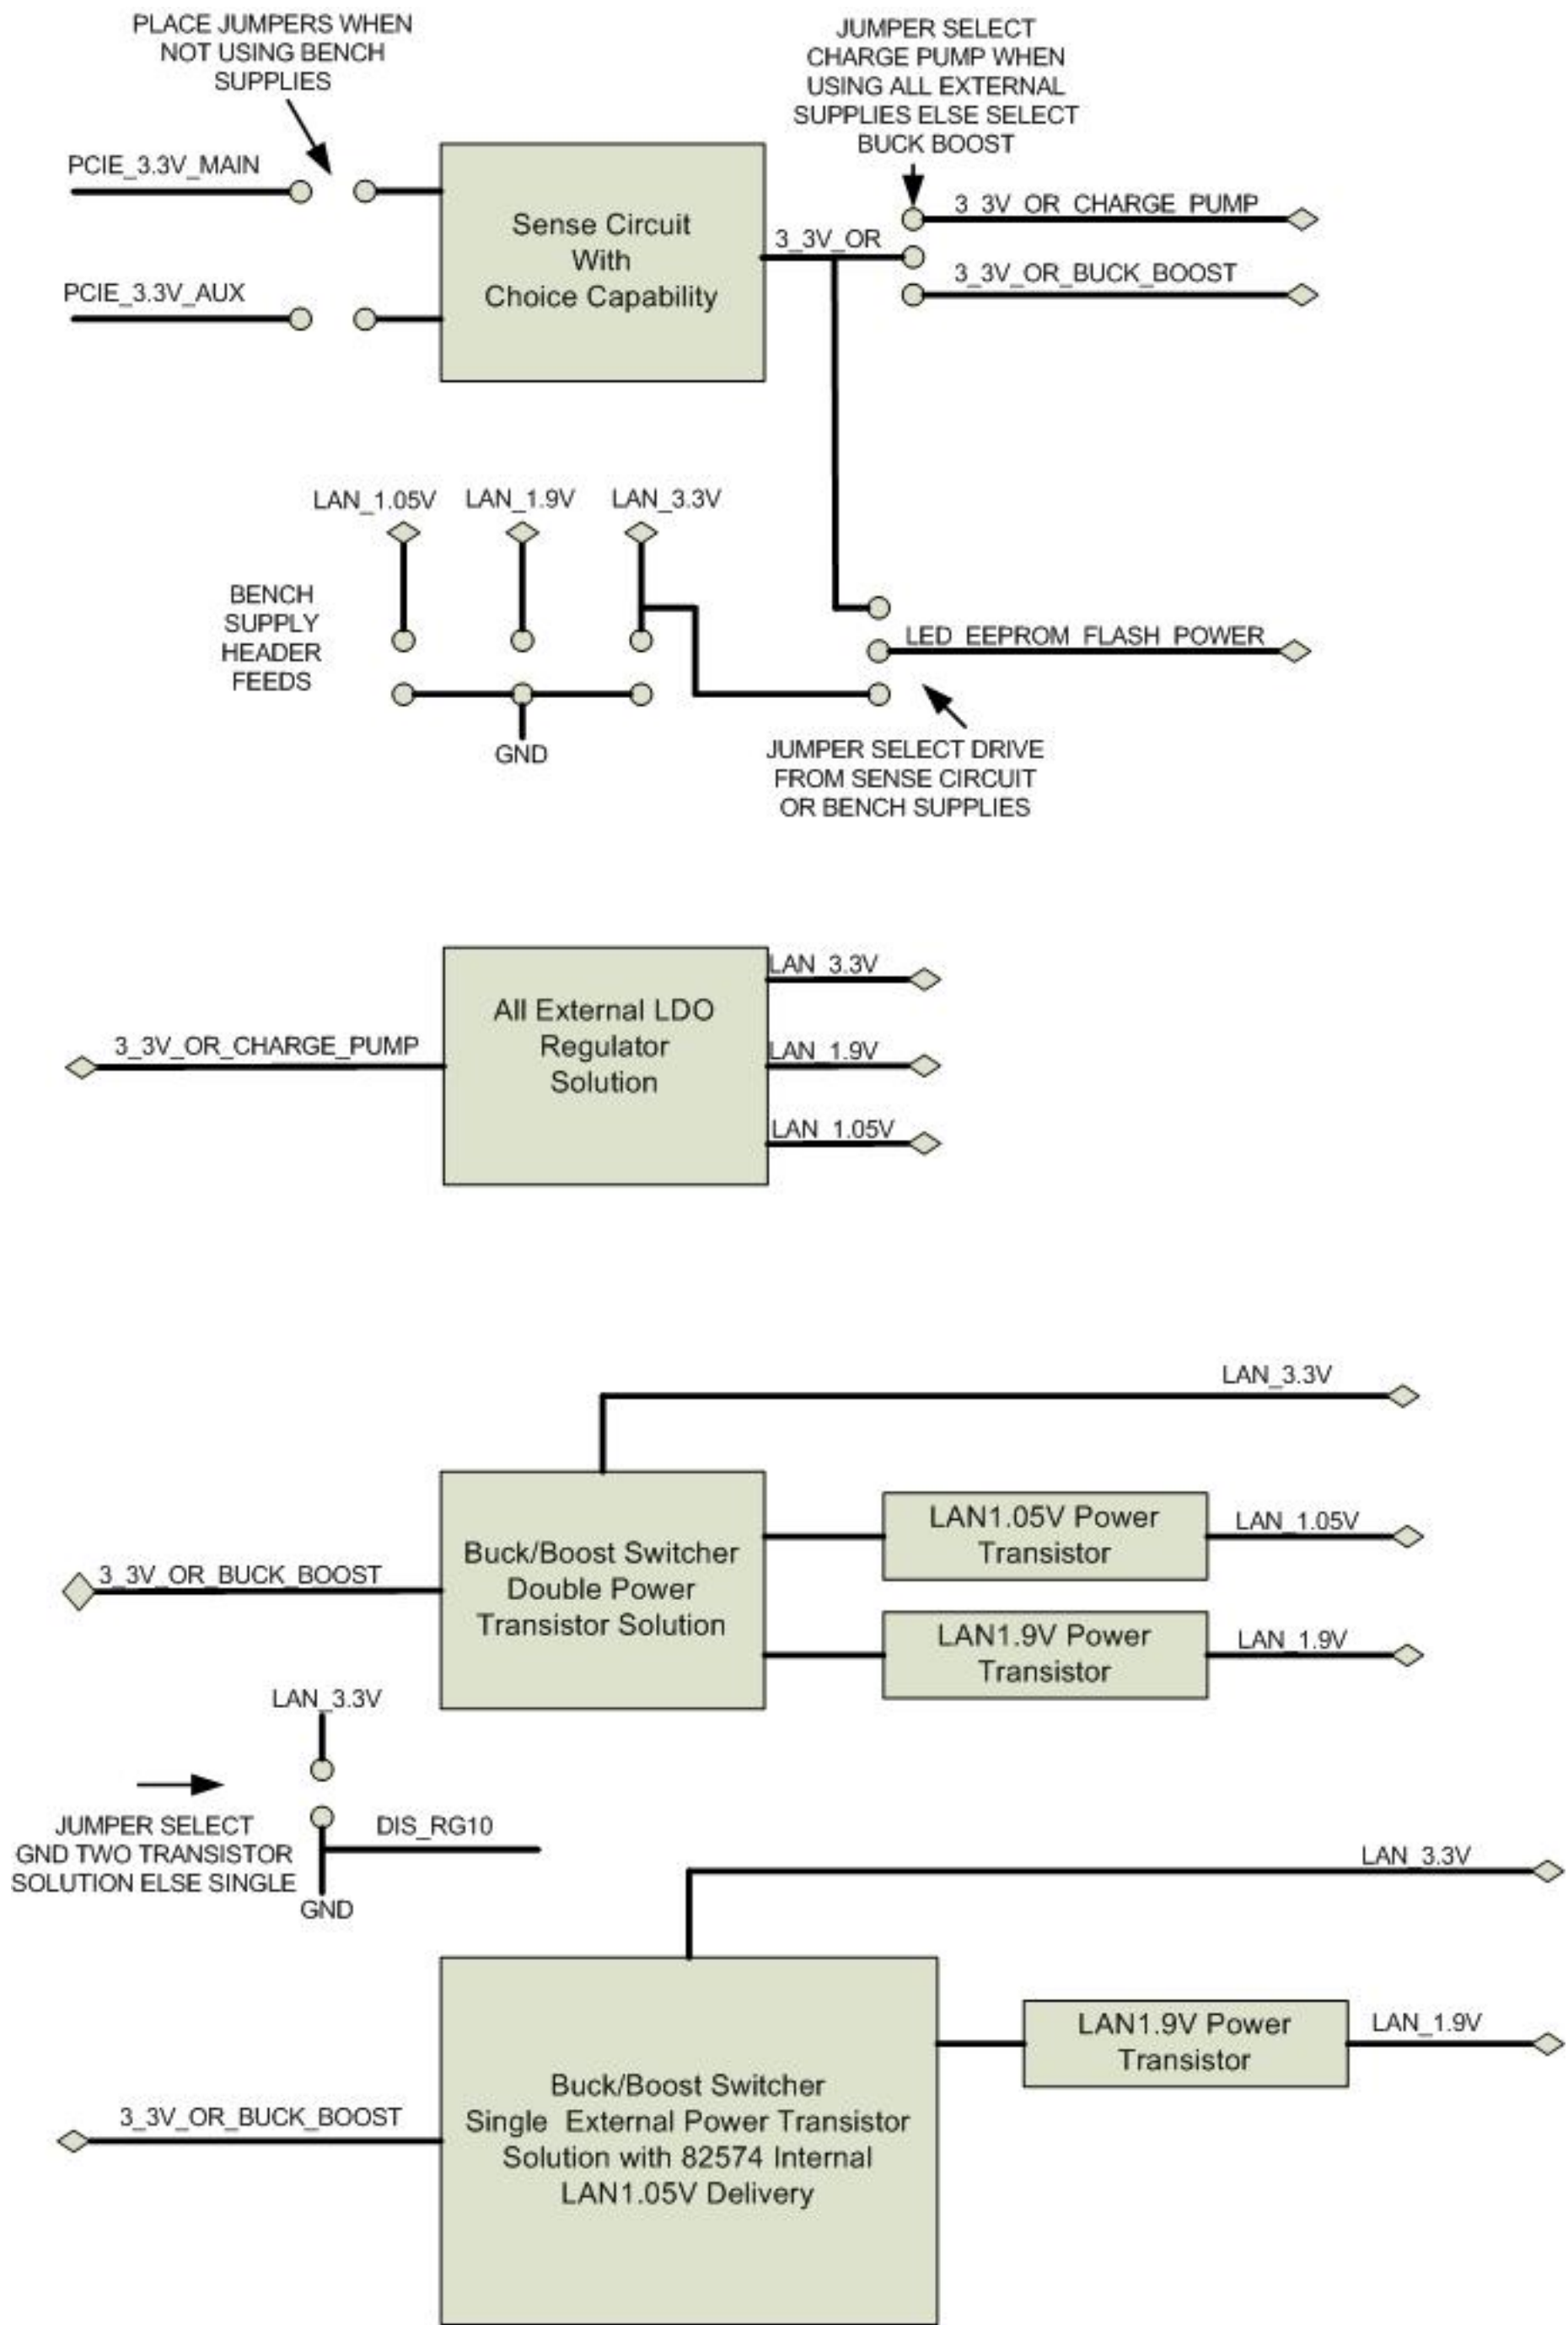 PLACE JUMPERS WHEN
NOT USING BENCH
SUPPLIES
JUMPER SELECT
CHARGE PUMP WHEN
USING ALL EXTERNAL
SUPPLIES ELSE SELECT
BUCK BOOST
PCIE_3.3V_MAIN
PCIE_3.3V_AUX
Sense Circuit
With
Choice Capability
3_3V_OR
3_3V_OR_CHARGE_PUMP
3_3V_OR_BUCK_BOOST
LAN_1.05V
LAN_1.9V
LAN_3.3V
BENCH
SUPPLY
HEADER
FEEDS
GND
LED_EEPROM_FLASH_POWER
JUMPER SELECT DRIVE
FROM SENSE CIRCUIT
OR BENCH SUPPLIES
3_3V_OR_CHARGE_PUMP
All External LDO
Regulator
Solution
LAN_3.3V
LAN_1.9V
LAN_1.05V
LAN_3.3V
3_3V_OR_BUCK_BOOST
Buck/Boost Switcher
Double Power
Transistor Solution
LAN1.05V Power
Transistor
LAN_1.05V
LAN1.9V Power
Transistor
LAN_1.9V
LAN_3.3V
JUMPER SELECT
GND TWO TRANSISTOR
SOLUTION ELSE SINGLE
DIS_RG10
GND
LAN_3.3V
3_3V_OR_BUCK_BOOST
Buck/Boost Switcher
Single External Power Transistor
Solution with 82574 Internal
LAN1.05V Delivery
LAN1.9V Power
Transistor
LAN_1.9V